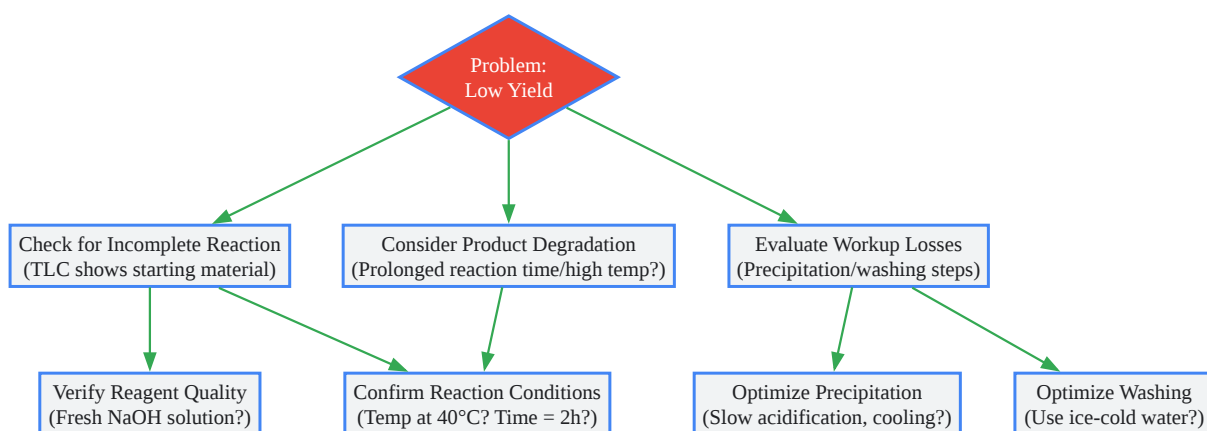 Problem:
Low Yield
Check for Incomplete Reaction
(TLC shows starting material)
Consider Product Degradation
(Prolonged reaction time/high temp?)
Evaluate Workup Losses
(Precipitation/washing steps)
Verify Reagent Quality
(Fresh NaOH solution?)
Confirm Reaction Conditions
(Temp at 40°C? Time = 2h?)
Optimize Precipitation
(Slow acidification, cooling?)
Optimize Washing
(Use ice-cold water?)